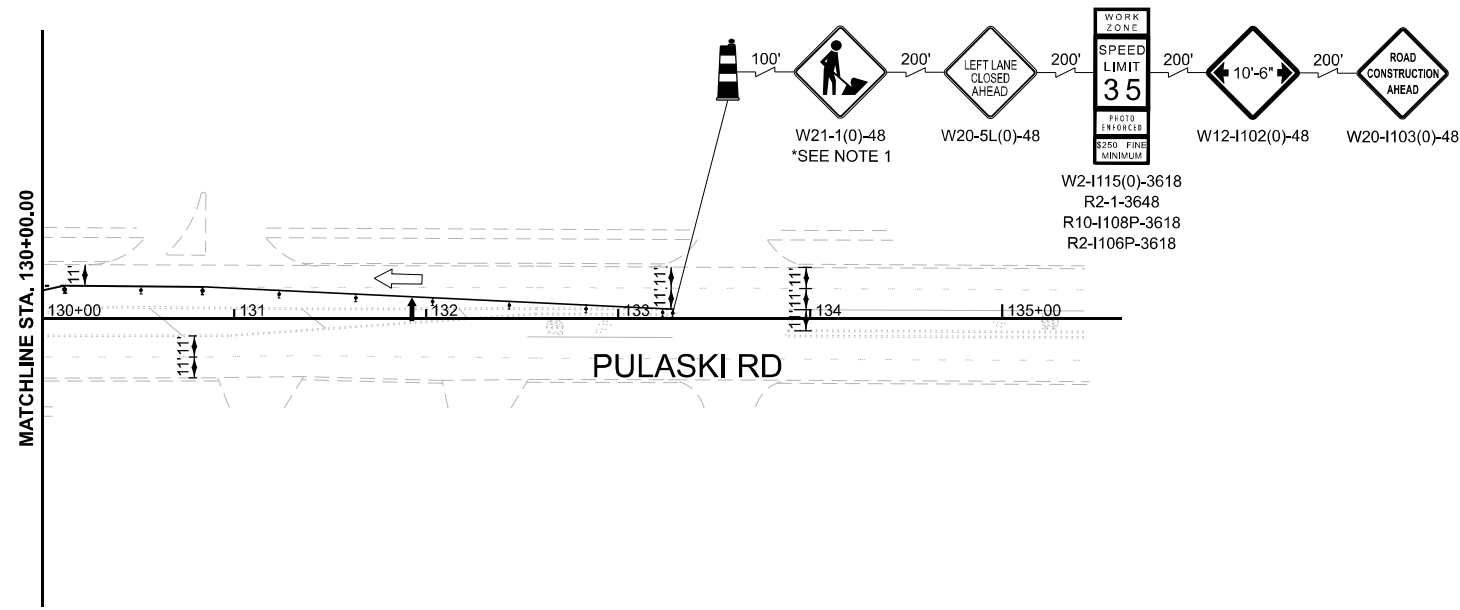 WORK
ZONE
SPEED
LIMIT
35
PHOTO
ENFORCED
$250 FINE
MINIMUM
LEFT LANE
CLOSED
AHEAD
10'-6"
ROAD
CONSTRUCTION
AHEAD
100'
200'
200'
200'
200'
W21-1(0)-48
*SEE NOTE 1
W20-5L(0)-48
W2-I115(0)-3618
R2-1-3648
R10-I108P-3618
R2-I106P-3618
W12-I102(0)-48
W20-I103(0)-48
MATCHLINE STA. 130+00.00
11'
11'11'
11'11'
11'11'
11'11'
130+00
131
132
133
134
135+00
PULASKI RD